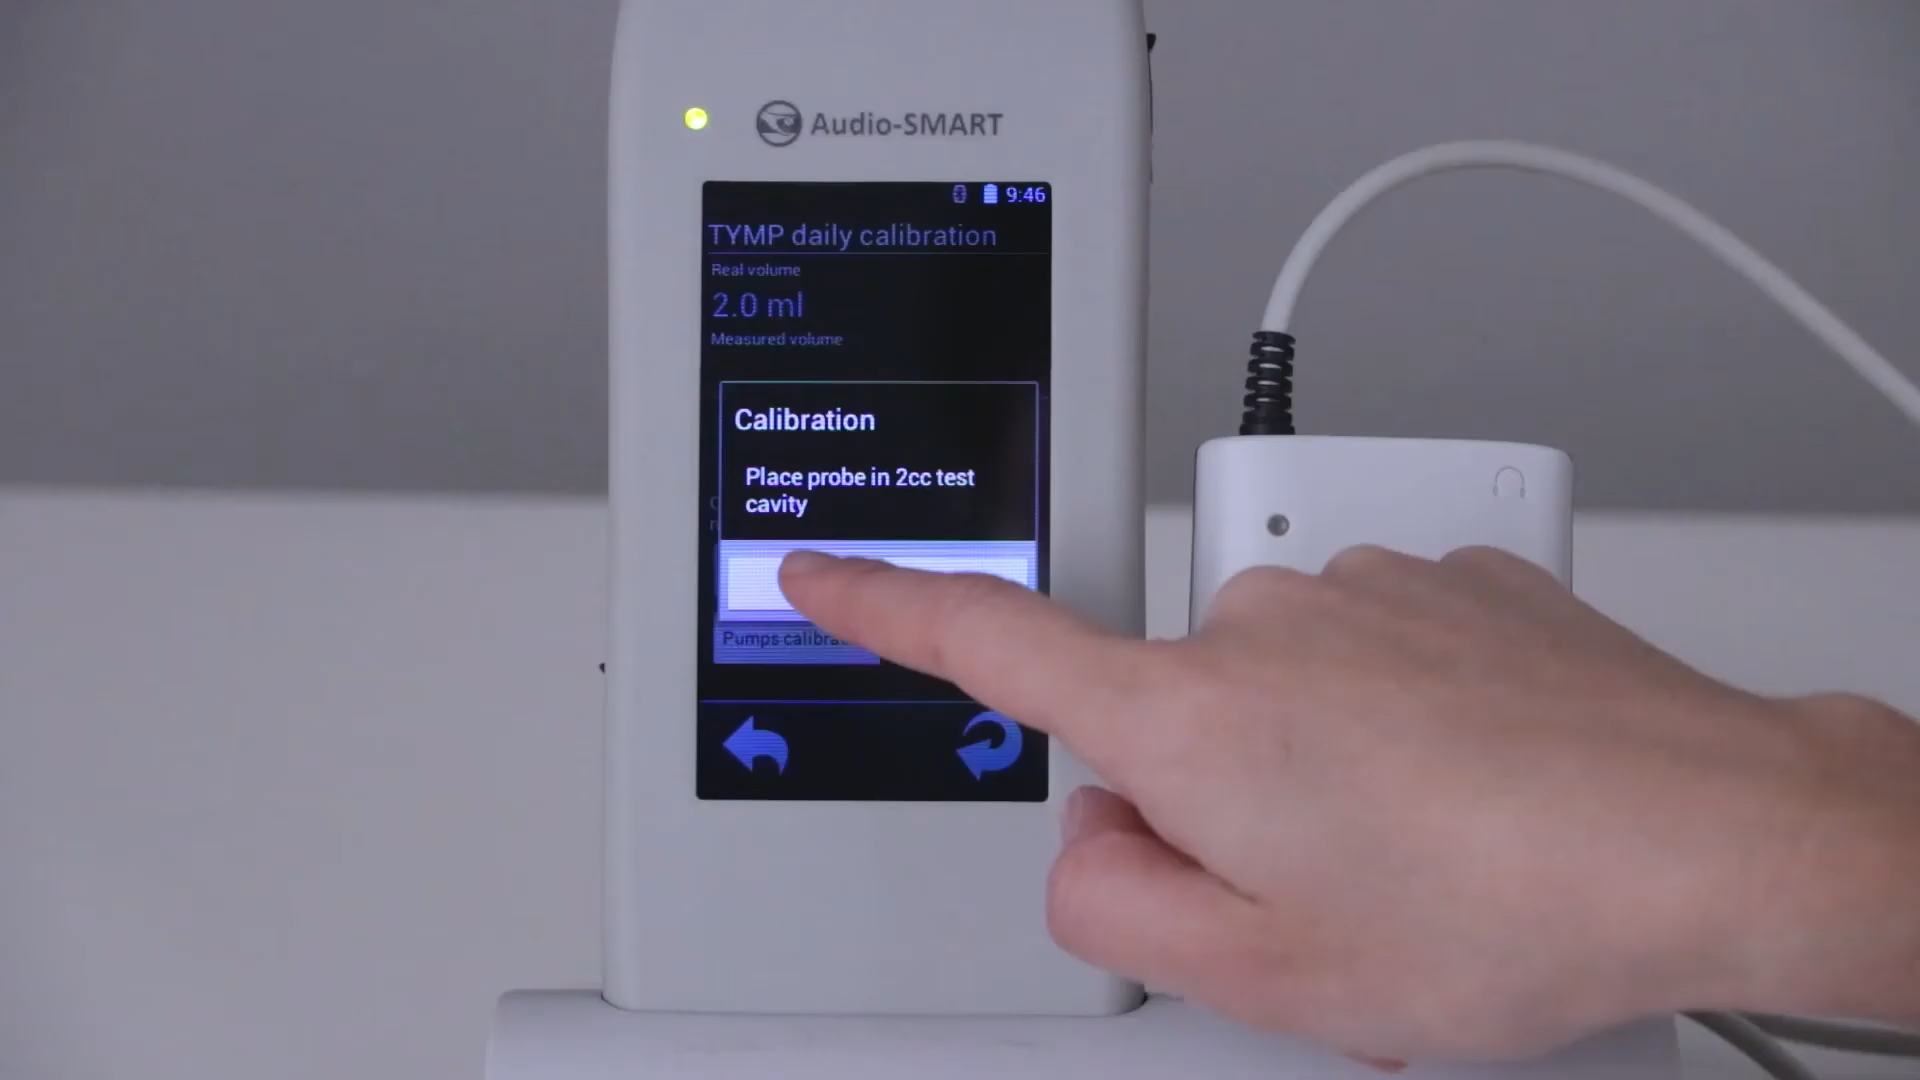 Audio-SMART
9:46
TYMP daily calibration
Real volume
2.0 ml
Measured volume
Calibration
Place probe in 2cc test
cavity
Pumps